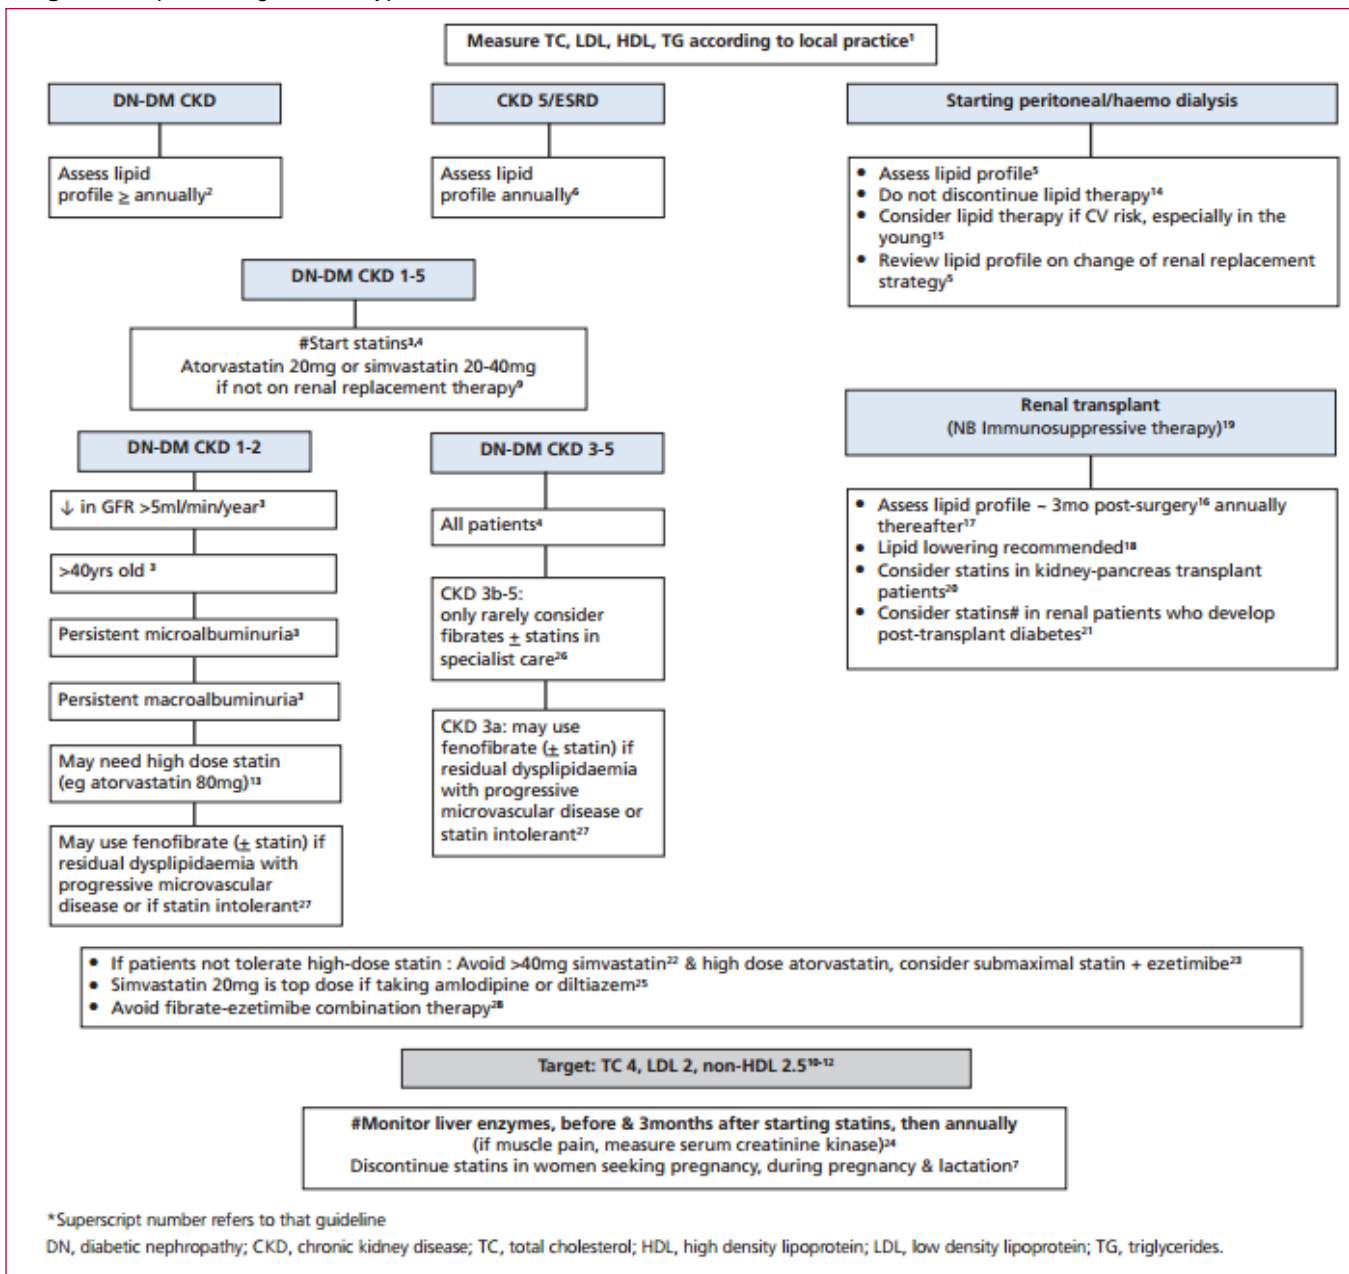 Measure TC, LDL, HDL, TG according to local practice¹
DN-DM CKD
Assess lipid
profile ≥ annually²
CKD 5/ESRD
Assess lipid
profile annually⁶
Starting peritoneal/haemo dialysis
• Assess lipid profile⁵
• Do not discontinue lipid therapy¹⁴
• Consider lipid therapy if CV risk, especially in the
young¹⁵
• Review lipid profile on change of renal replacement
strategy⁵
DN-DM CKD 1-5
#Start statins³,⁴
Atorvastatin 20mg or simvastatin 20-40mg
if not on renal replacement therapy⁹
DN-DM CKD 1-2
↓ in GFR >5ml/min/year³
>40yrs old ³
Persistent microalbuminuria³
Persistent macroalbuminuria³
May need high dose statin
(eg atorvastatin 80mg)¹³
May use fenofibrate (± statin) if
residual dysplipidaemia with
progressive microvascular
disease or if statin intolerant²⁷
DN-DM CKD 3-5
All patients⁴
CKD 3b-5:
only rarely consider
fibrates ± statins in
specialist care²⁶
CKD 3a: may use
fenofibrate (± statin) if
residual dysplipidaemia
with progressive
microvascular disease or
statin intolerant²⁷
Renal transplant
(NB Immunosuppressive therapy)¹⁹
• Assess lipid profile ~ 3mo post-surgery¹⁶ annually
thereafter¹⁷
• Lipid lowering recommended¹⁸
• Consider statins in kidney-pancreas transplant
patients²⁰
• Consider statins# in renal patients who develop
post-transplant diabetes²¹
• If patients not tolerate high-dose statin : Avoid >40mg simvastatin²² & high dose atorvastatin, consider submaximal statin + ezetimibe²³
• Simvastatin 20mg is top dose if taking amlodipine or diltiazem²⁵
• Avoid fibrate-ezetimibe combination therapy²⁸
Target: TC 4, LDL 2, non-HDL 2.5¹⁰⁻¹²
#Monitor liver enzymes, before & 3months after starting statins, then annually
(if muscle pain, measure serum creatinine kinase)²⁴
Discontinue statins in women seeking pregnancy, during pregnancy & lactation⁷
*Superscript number refers to that guideline
DN, diabetic nephropathy; CKD, chronic kidney disease; TC, total cholesterol; HDL, high density lipoprotein; LDL, low density lipoprotein; TG, triglycerides.